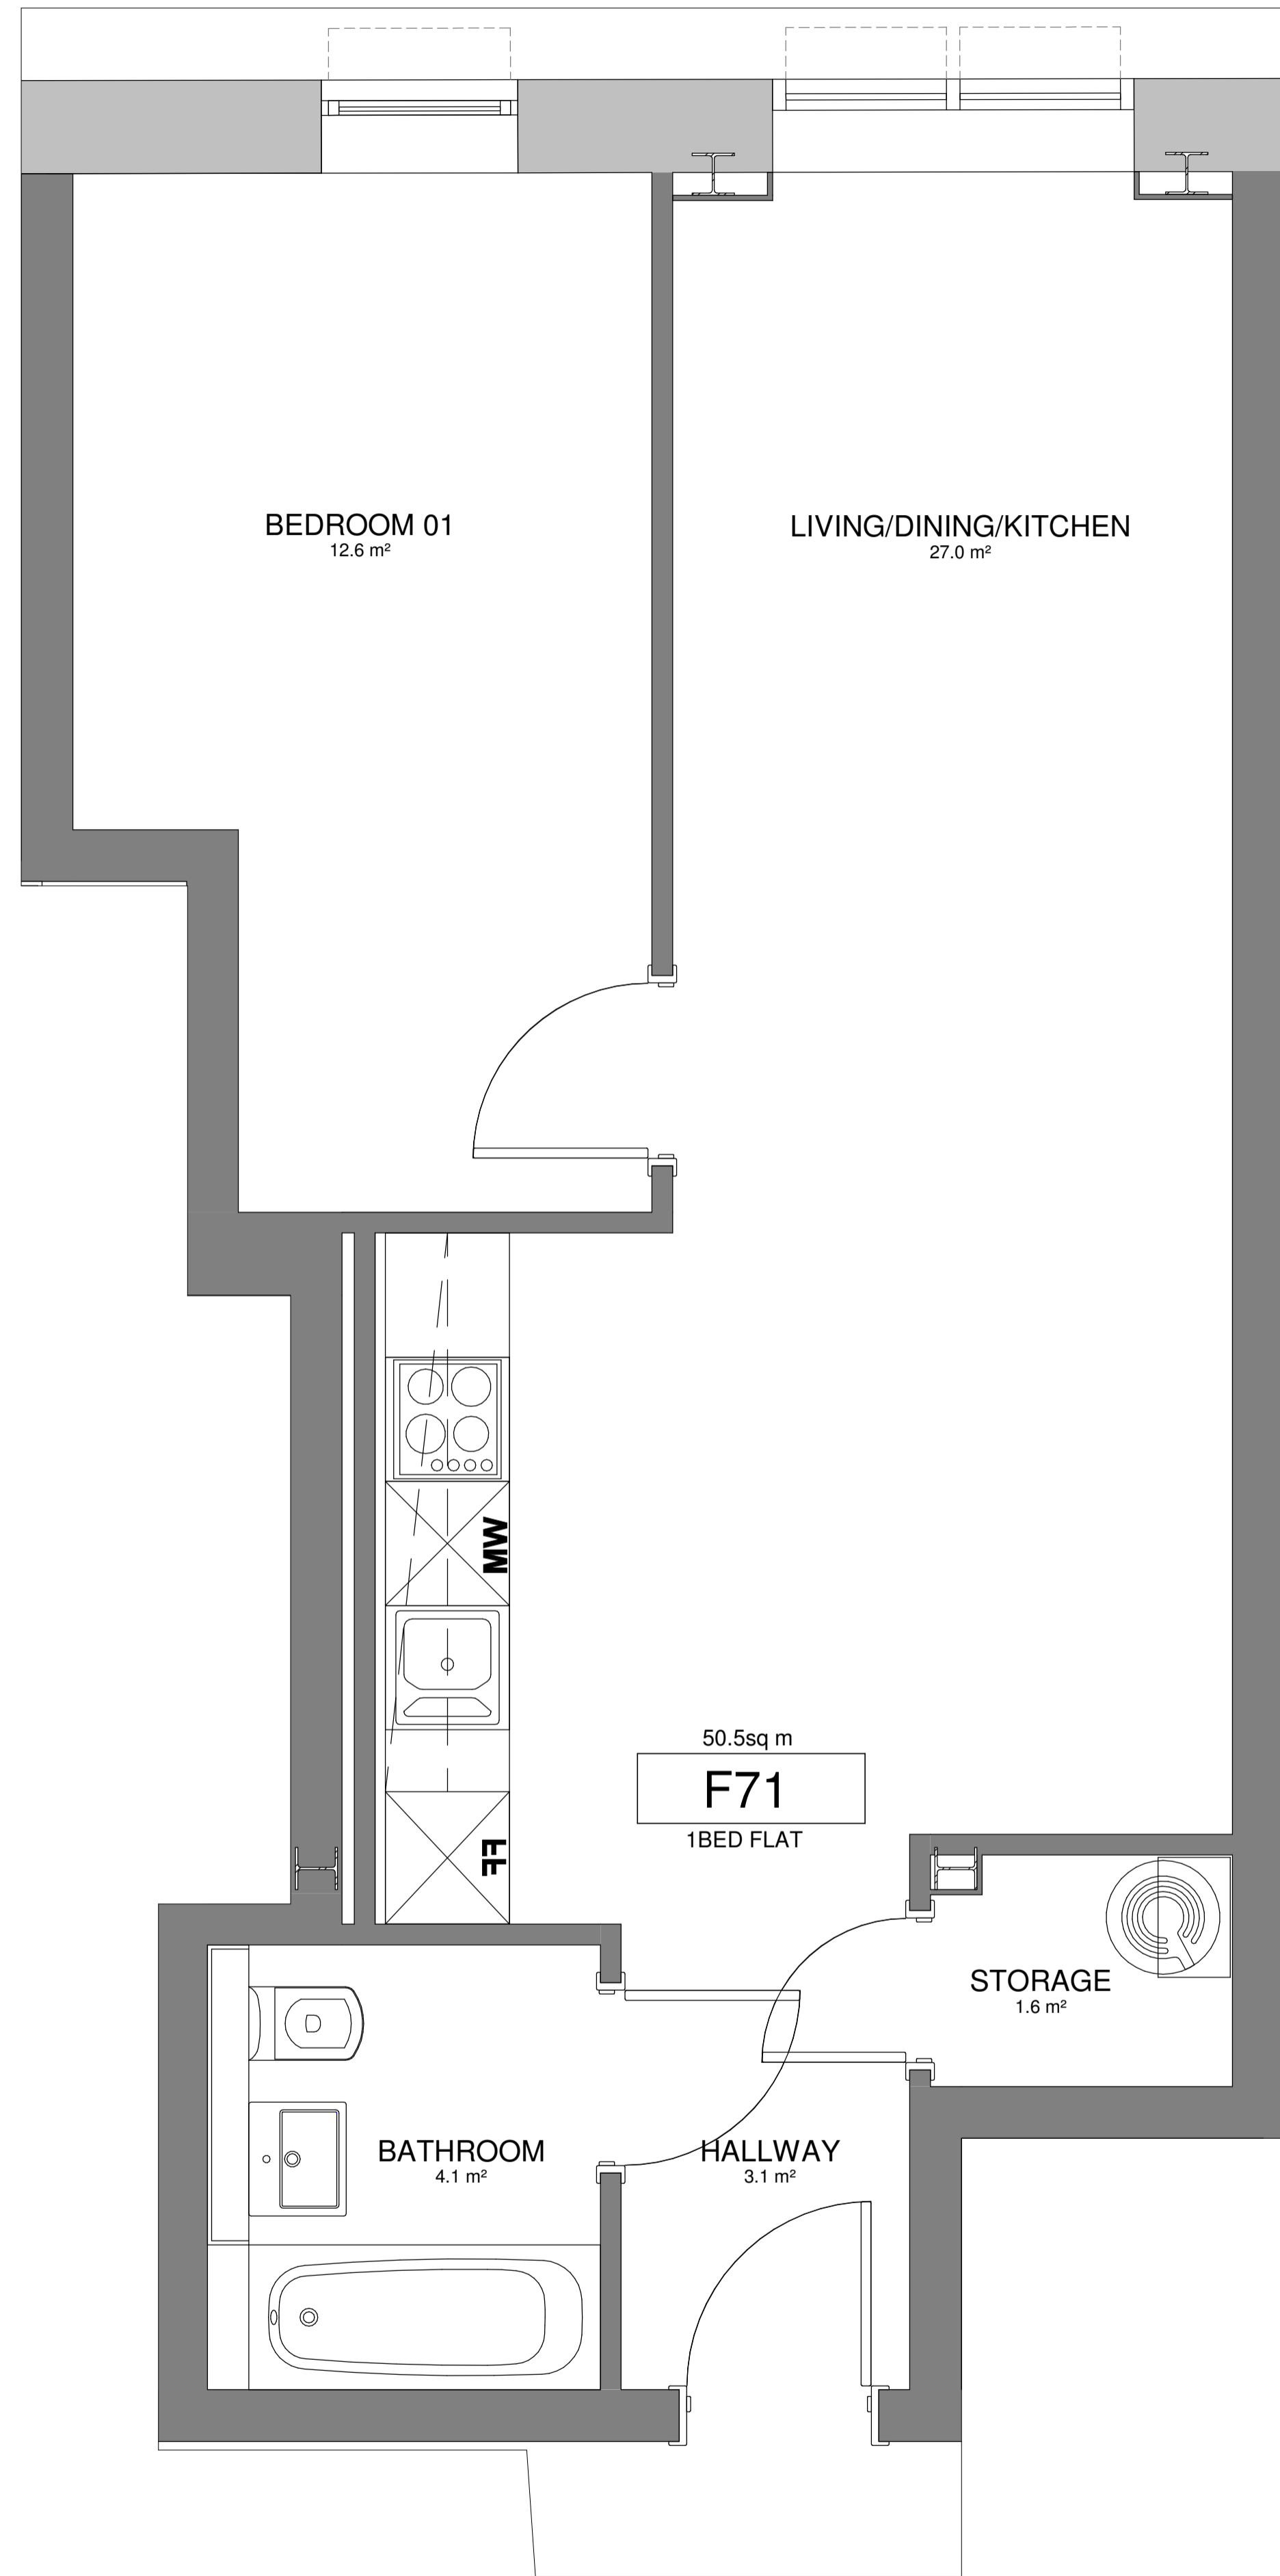 BEDROOM 01
12.6 m²
LIVING/DINING/KITCHEN
27.0 m²
WM
50.5sq m
F71
1BED FLAT
FF
STORAGE
1.6 m²
BATHROOM
4.1 m²
HALLWAY
3.1 m²